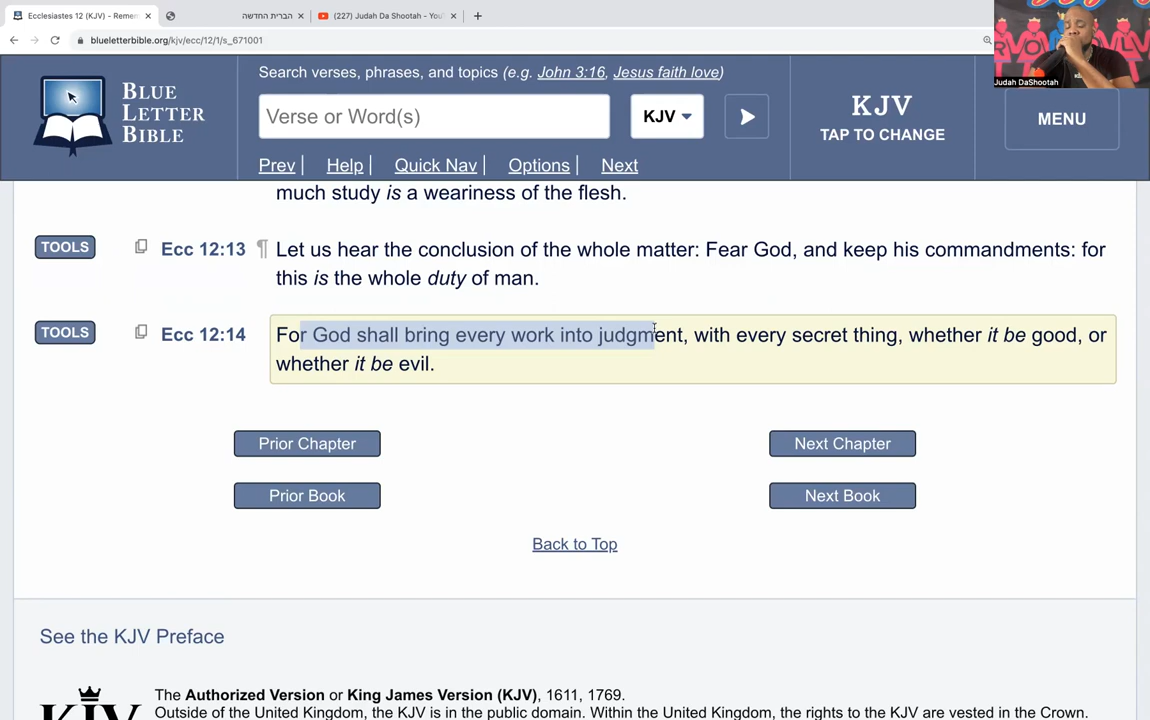 Ecclesiastes 12 (KJV) - Remem
הברית החדשה
(227) Judah Da Shootah - You
blueletterbible.org/kjv/ecc/12/1/s_671001
Judah DaShootah
BLUE
LETTER
BIBLE
Search verses, phrases, and topics (e.g. John 3:16, Jesus faith love)
Verse or Word(s)
KJV
KJV
TAP TO CHANGE
MENU
Prev | Help | Quick Nav | Options | Next
much study is a weariness of the flesh.
TOOLS Ecc 12:13 ¶ Let us hear the conclusion of the whole matter: Fear God, and keep his commandments: for
this is the whole duty of man.
TOOLS Ecc 12:14 For God shall bring every work into judgment, with every secret thing, whether it be good, or
whether it be evil.
Prior Chapter
Next Chapter
Prior Book
Next Book
Back to Top
See the KJV Preface
KJV
The Authorized Version or King James Version (KJV), 1611, 1769.
Outside of the United Kingdom, the KJV is in the public domain. Within the United Kingdom, the rights to the KJV are vested in the Crown.